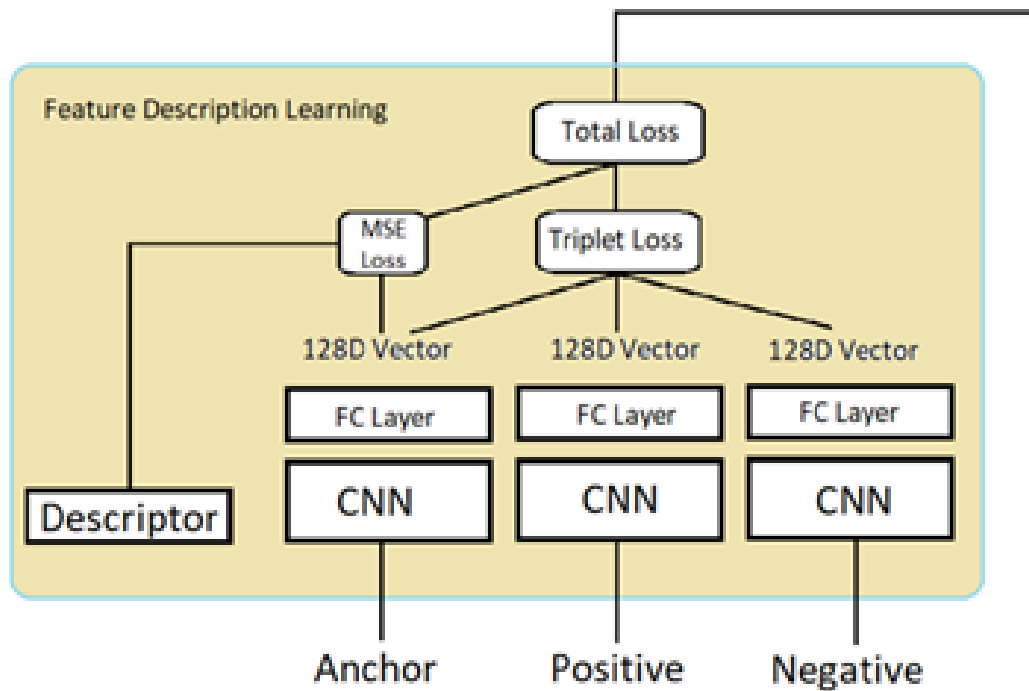 Feature Description Learning
Total Loss
MSE
Loss
Triplet Loss
128D Vector
128D Vector
128D Vector
FC Layer
FC Layer
FC Layer
Descriptor
CNN
CNN
CNN
Anchor
Positive
Negative